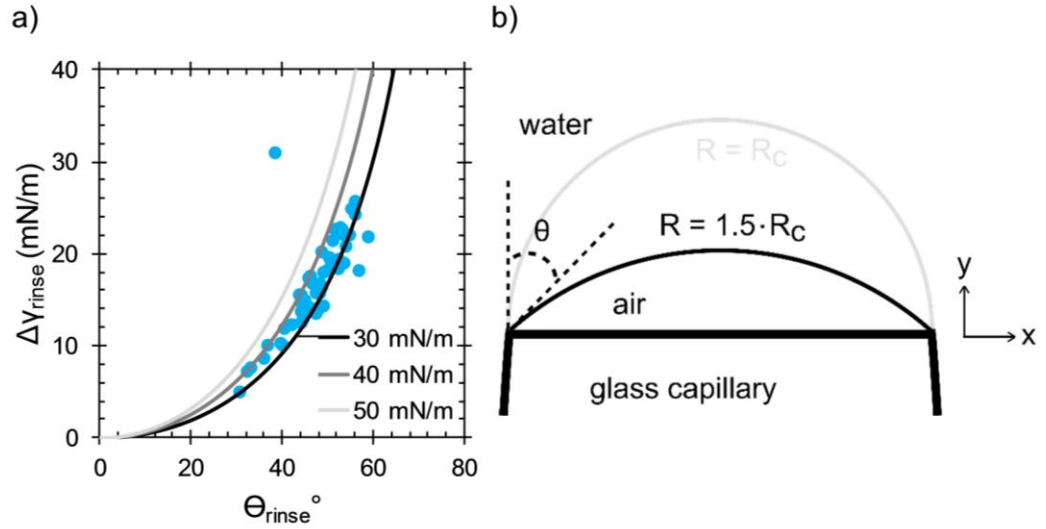 a)
b)
Δγrinse (mN/m)
40
30
20
10
0
0 20 40 60 80
Θrinse°
30 mN/m
40 mN/m
50 mN/m
water
R = RC
θ
R = 1.5·RC
air
glass capillary
y
x